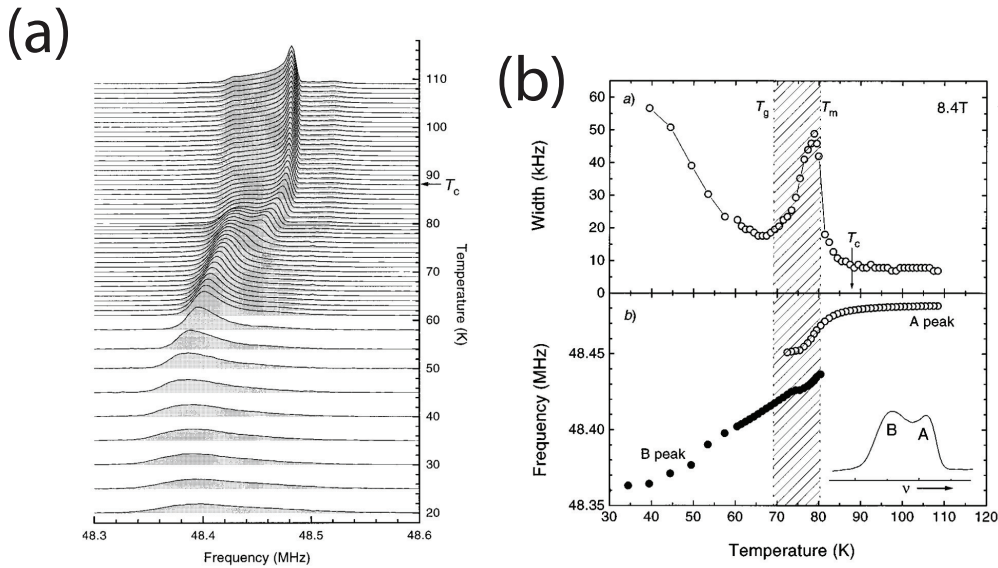 (a)
110
100
90
Tc
80
70
60
50
40
30
20
Temperature (K)
48.3
48.4
48.5
48.6
Frequency (MHz)
(b)
a)
Tg
Tm
8.4T
60
50
40
30
20
10
0
Width (kHz)
Tc
b)
A peak
48.45
48.40
48.35
Frequency (MHz)
B peak
B
A
ν
30
40
50
60
70
80
90
100
110
120
Temperature (K)